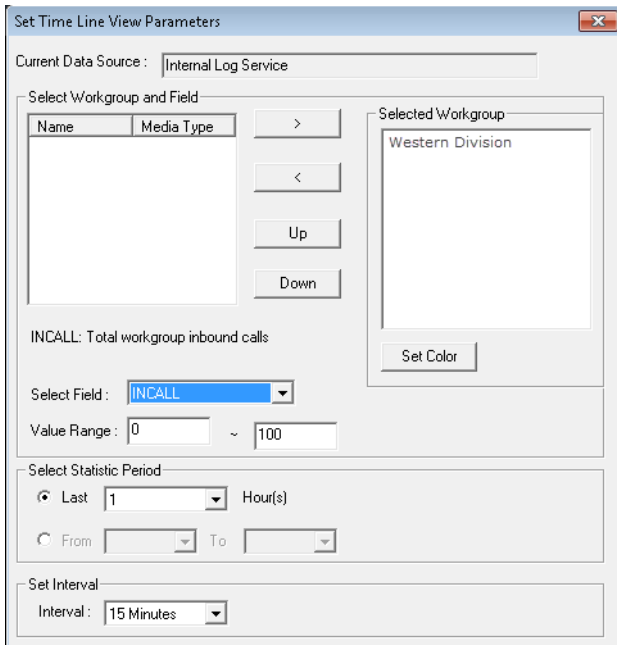 Set Time Line View Parameters
Current Data Source : Internal Log Service
Select Workgroup and Field
Name Media Type
>
<
Up
Down
Selected Workgroup
Western Division
Set Color
INCALL: Total workgroup inbound calls
Select Field : INCALL
Value Range : 0 ~ 100
Select Statistic Period
Last 1 Hour(s)
From To
Set Interval
Interval : 15 Minutes